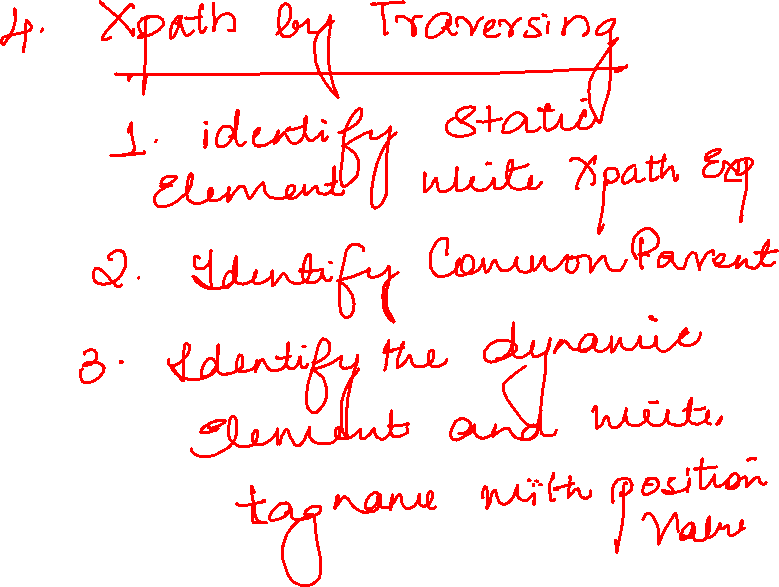 4. Xpath by Traversing
1. identify static
Element write Xpath Exp
2. Identify Common Parent
3. Identify the dynamic
Element and write
tagname with position
Value